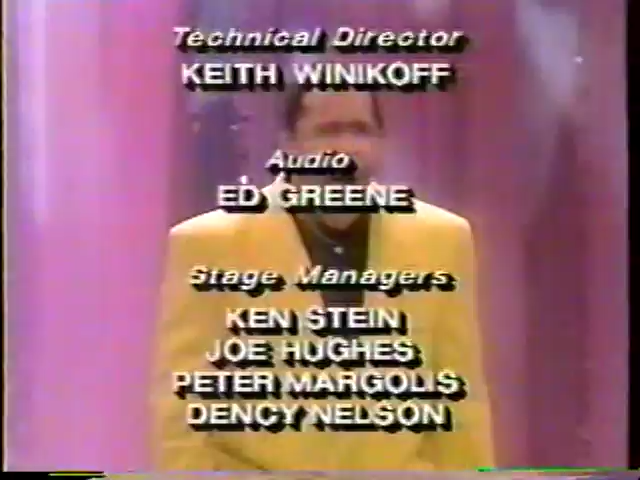 Technical Director
KEITH WINIKOFF
Audio
ED GREENE
Stage Managers
KEN STEIN
JOE HUGHES
PETER MARGOLIS
DENCY NELSON